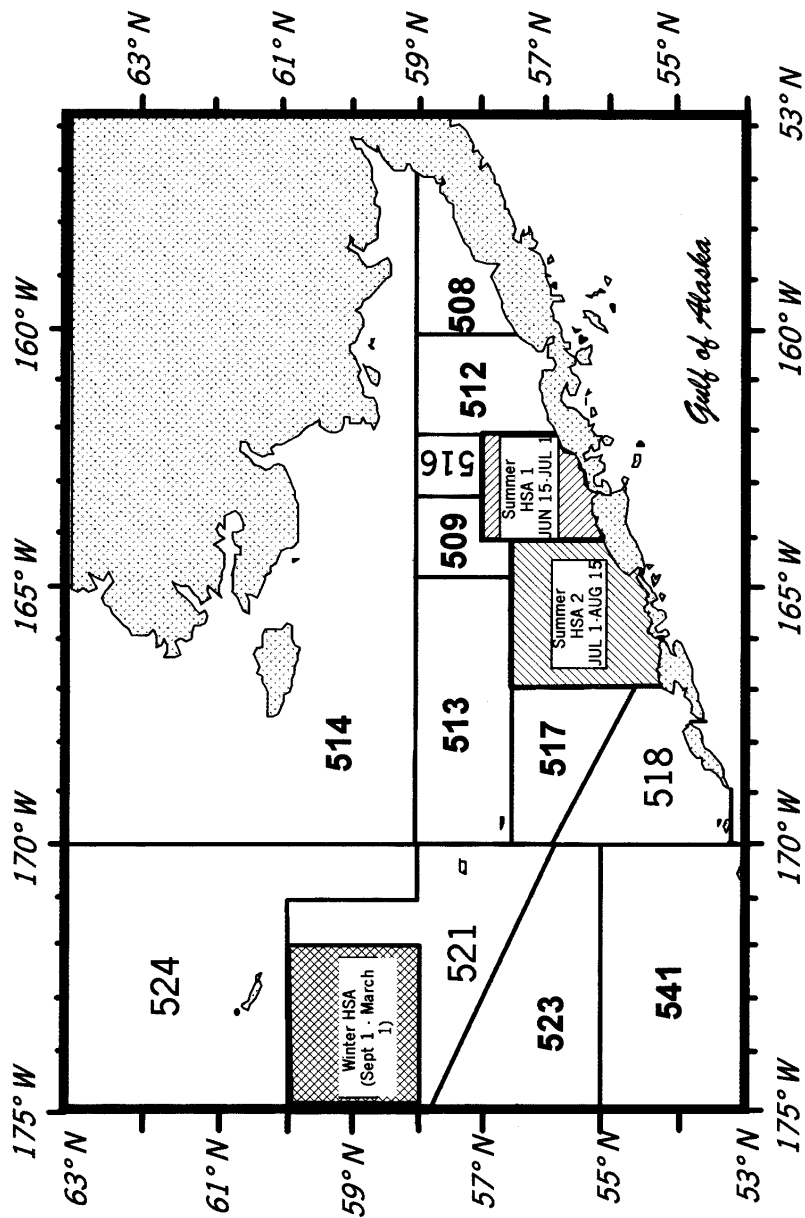 63° N
61° N
59° N
57° N
55° N
53° N
160° W
165° W
170° W
175° W
524
514
Winter HSA
(Sept 1 - March
1)
521
513
509
516
512
508
Summer
HSA 1
JUN 15-JUL 1
Summer
HSA 2
JUL 1-AUG 15
517
518
523
541
Gulf of Alaska
175° W
170° W
165° W
160° W
63° N
61° N
59° N
57° N
55° N
53° N